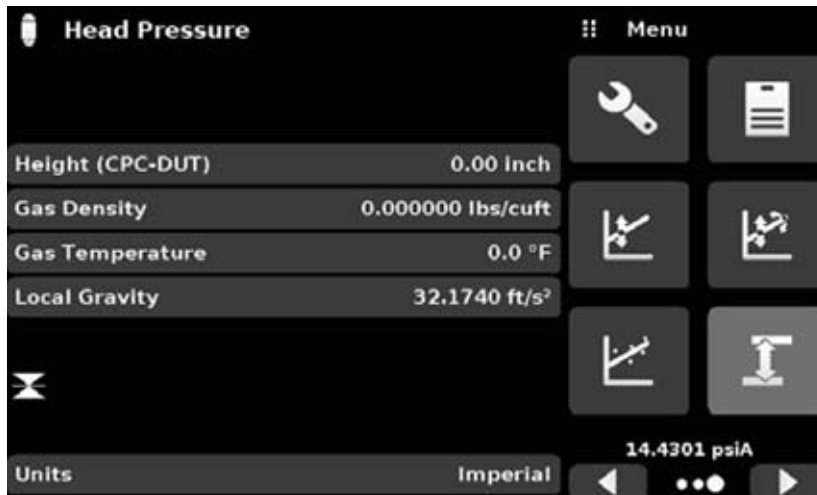 Head Pressure
Menu
Height (CPC-DUT) 0.00 inch
Gas Density 0.000000 lbs/cuft
Gas Temperature 0.0 °F
Local Gravity 32.1740 ft/s²
Units Imperial
14.4301 psiA